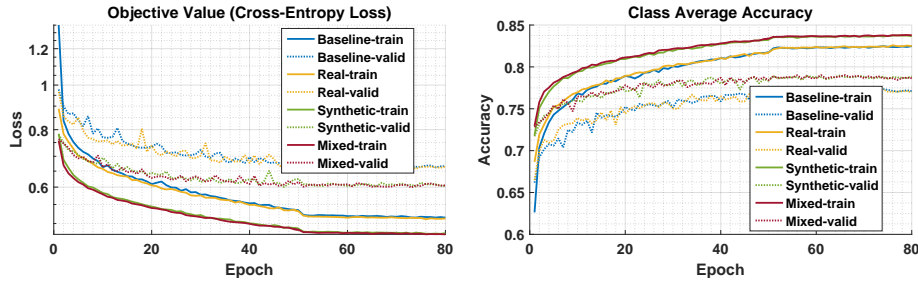 Objective Value (Cross-Entropy Loss)
1.2
1
0.8
0.6
Loss
0
20
40
60
80
Epoch
Baseline-train
Baseline-valid
Real-train
Real-valid
Synthetic-train
Synthetic-valid
Mixed-train
Mixed-valid
Class Average Accuracy
0.85
0.8
0.75
0.7
0.65
0.6
Accuracy
0
20
40
60
80
Epoch
Baseline-train
Baseline-valid
Real-train
Real-valid
Synthetic-train
Synthetic-valid
Mixed-train
Mixed-valid